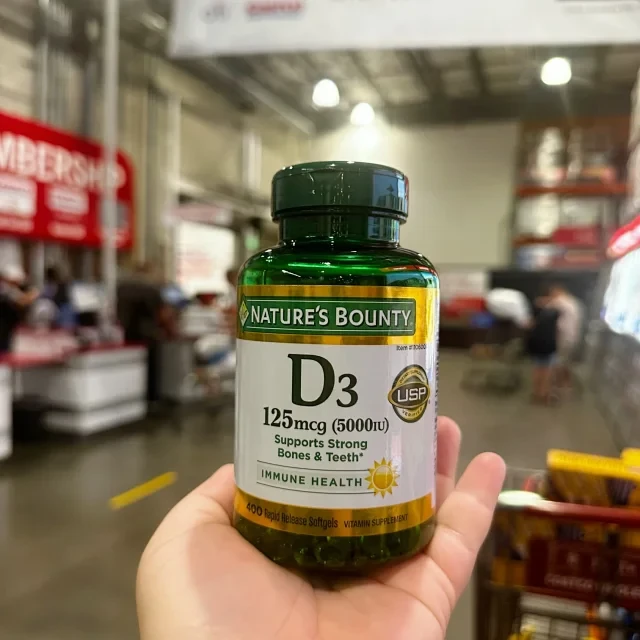 MBERSHIP
NATURE'S BOUNTY
D3
125mcg (5000IU)
USP
Supports Strong
Bones & Teeth*
IMMUNE HEALTH
400 Rapid Release Softgels VITAMIN SUPPLEMENT